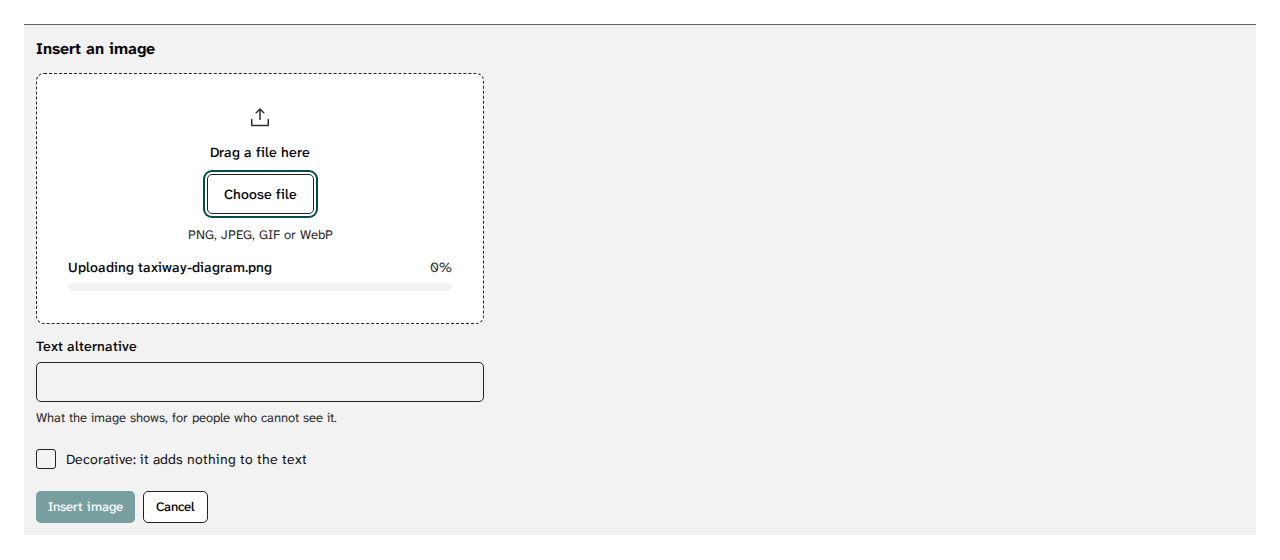 Insert an image
Drag a file here
Choose file
PNG, JPEG, GIF or WebP
Uploading taxiway-diagram.png 0%
Text alternative
What the image shows, for people who cannot see it.
Decorative: it adds nothing to the text
Insert image Cancel